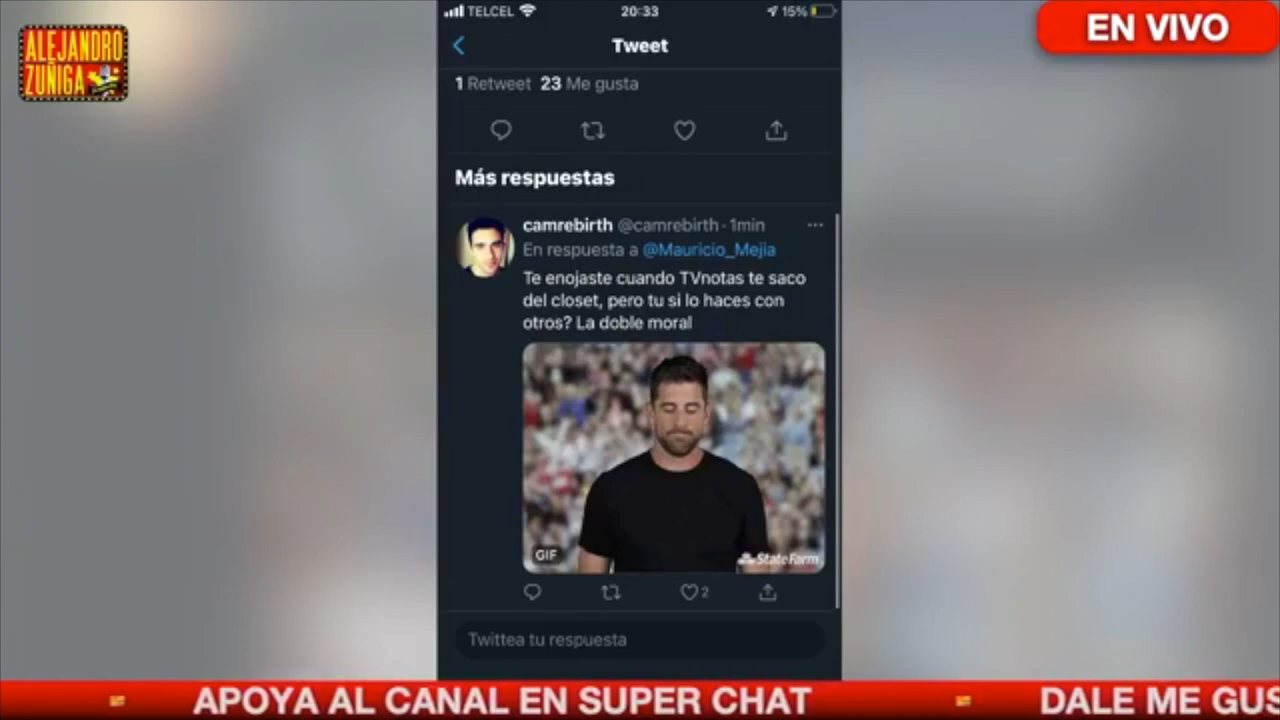 ALEJANDRO
ZUÑIGA
EN VIVO
TELCEL
20:33
15%
Tweet
1 Retweet 23 Me gusta
Más respuestas
camrebirth @camrebirth · 1min
En respuesta a @Mauricio_Mejia
Te enojaste cuando TVnotas te saco
del closet, pero tu si lo haces con
otros? La doble moral
GIF
StateFarm
2
Twittea tu respuesta
APOYA AL CANAL EN SUPER CHAT
DALE ME GUS